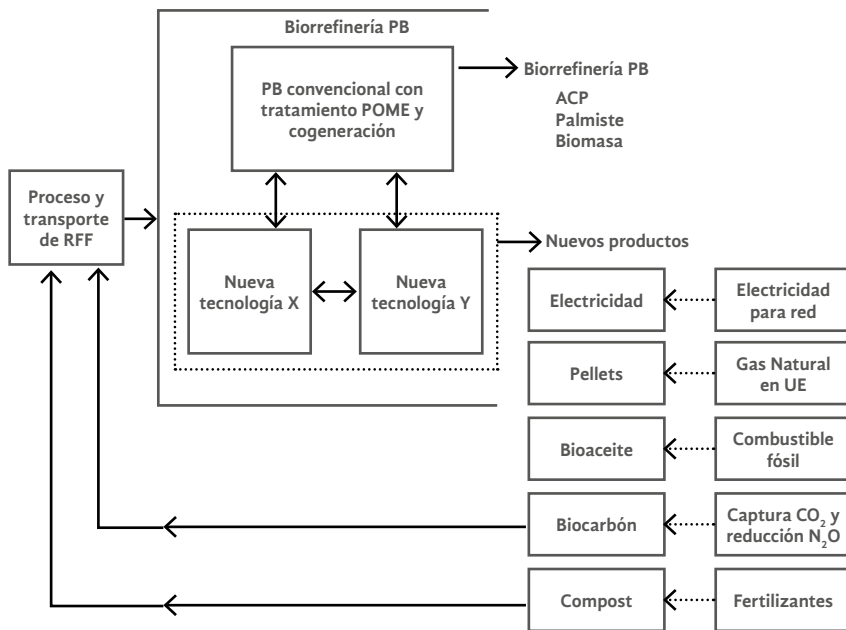 Biorrefinería PB
PB convencional con
tratamiento POME y
cogeneración
Biorrefinería PB
ACP
Palmiste
Biomasa
Proceso y
transporte
de RFF
Nueva
tecnología X
Nueva
tecnología Y
Nuevos productos
Electricidad
Electricidad
para red
Pellets
Gas Natural
en UE
Bioaceite
Combustible
fósil
Biocarbón
Captura CO₂ y
reducción N₂O
Compost
Fertilizantes